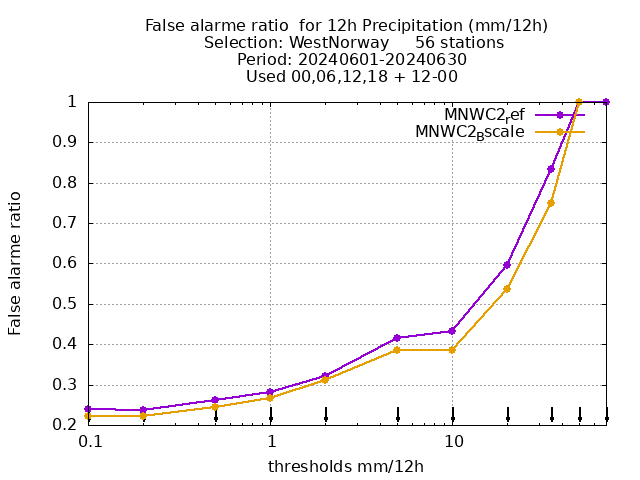 False alarme ratio  for 12h Precipitation (mm/12h)
Selection: WestNorway     56 stations
Period: 20240601-20240630
Used 00,06,12,18 + 12-00
MNWC2ref
MNWC2Bscale
1
0.9
0.8
0.7
0.6
0.5
0.4
0.3
0.2
False alarme ratio
0.1 1 10
thresholds mm/12h